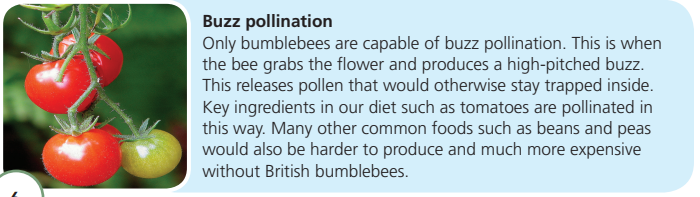 Buzz pollination
Only bumblebees are capable of buzz pollination. This is when
the bee grabs the flower and produces a high-pitched buzz.
This releases pollen that would otherwise stay trapped inside.
Key ingredients in our diet such as tomatoes are pollinated in
this way. Many other common foods such as beans and peas
would also be harder to produce and much more expensive
without British bumblebees.